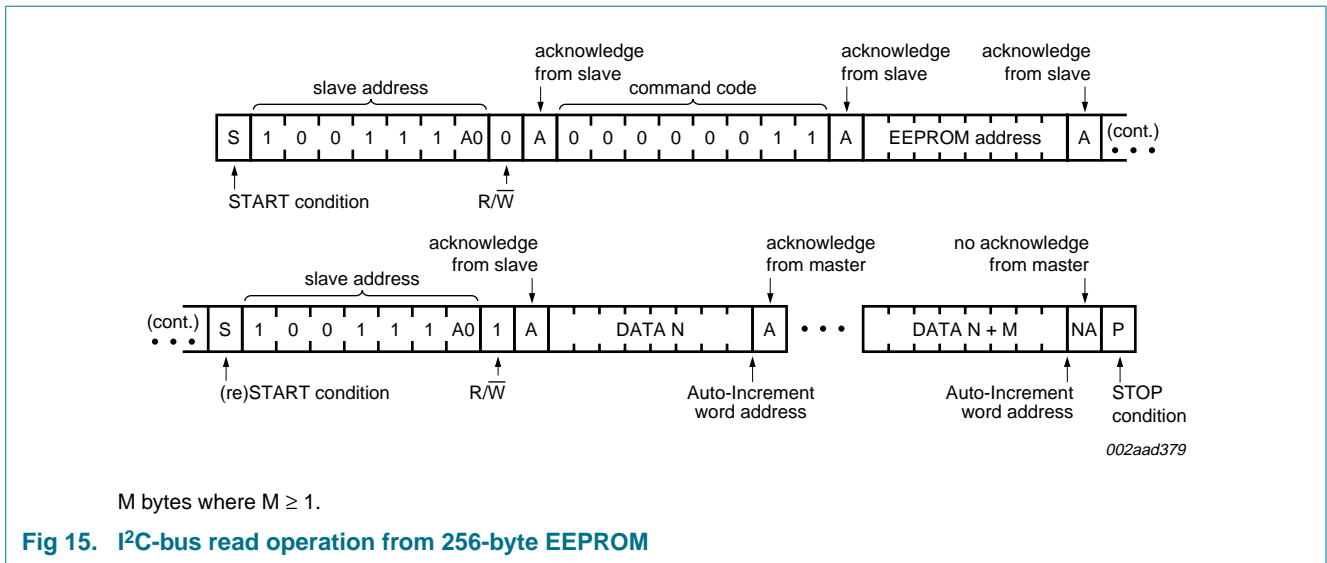 acknowledge from slave
acknowledge from slave
acknowledge from slave
slave address
command code
S 1 0 0 1 1 1 A0 0 A 0 0 0 0 0 0 1 1 A EEPROM address A (cont.)
START condition
R/W̅
acknowledge from slave
acknowledge from master
no acknowledge from master
slave address
(cont.) S 1 0 0 1 1 1 A0 1 A DATA N A • • • DATA N + M NA P
(re)START condition
R/W̅
Auto-Increment word address
Auto-Increment word address
STOP condition
002aad379
M bytes where M ≥ 1.
Fig 15. I²C-bus read operation from 256-byte EEPROM